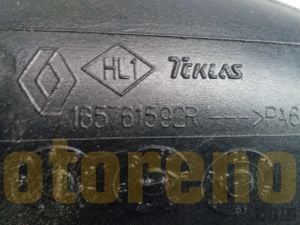 HL1 TEKLAS
165761592R --->PA6
otoreno